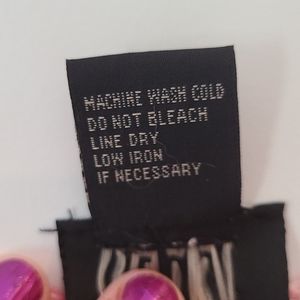 MACHINE WASH COLD
DO NOT BLEACH
LINE DRY
LOW IRON
IF NECESSARY